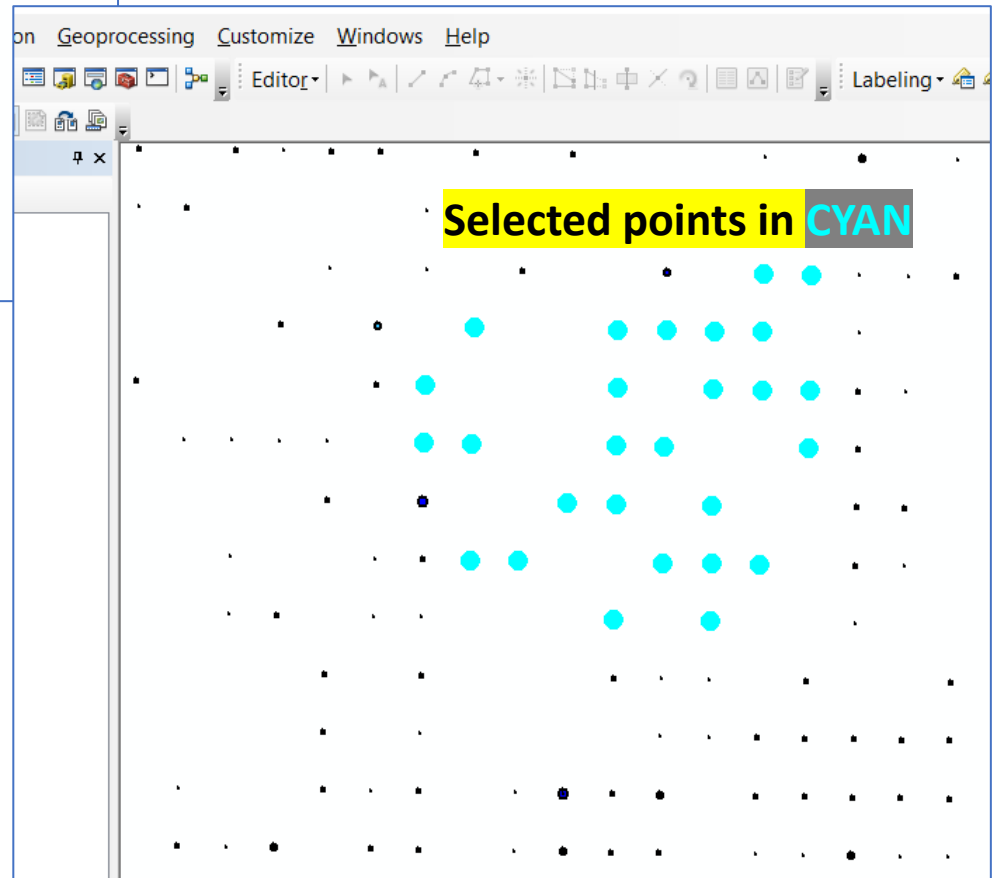 on Geoprocessing Customize Windows Help
Editor Labeling
Selected points in CYAN